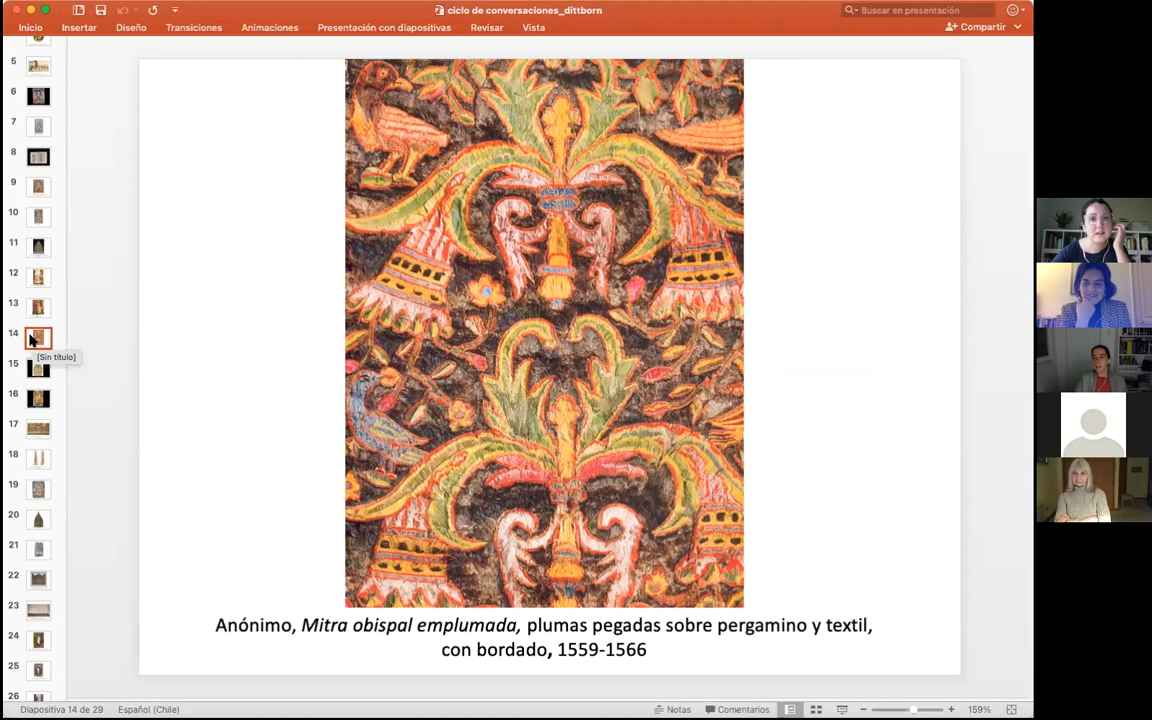 ciclo de conversaciones_dittborn
Buscar en presentación
Inicio
Insertar
Diseño
Transiciones
Animaciones
Presentación con diapositivas
Revisar
Vista
Compartir
5
6
7
8
9
10
11
12
13
14
[Sin título]
15
16
17
18
19
20
21
22
23
24
25
26
Anónimo, Mitra obispal emplumada, plumas pegadas sobre pergamino y textil,
con bordado, 1559-1566
Diapositiva 14 de 29
Español (Chile)
Notas
Comentarios
159%